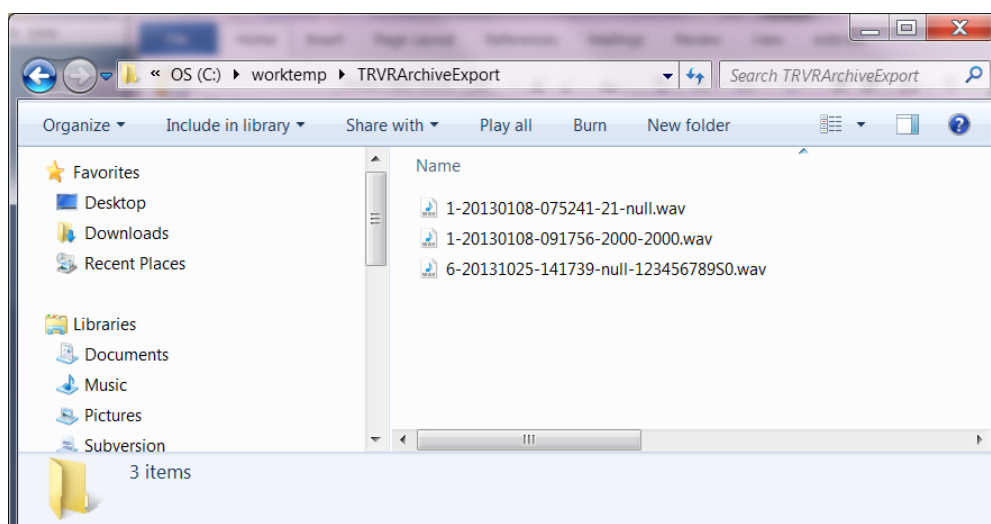 « OS (C:) ▸ worktemp ▸ TRVRArchiveExport
Search TRVRArchiveExport
Organize Include in library Share with Play all Burn New folder
Favorites
Desktop
Downloads
Recent Places
Libraries
Documents
Music
Pictures
Subversion
Name
1-20130108-075241-21-null.wav
1-20130108-091756-2000-2000.wav
6-20131025-141739-null-123456789S0.wav
3 items